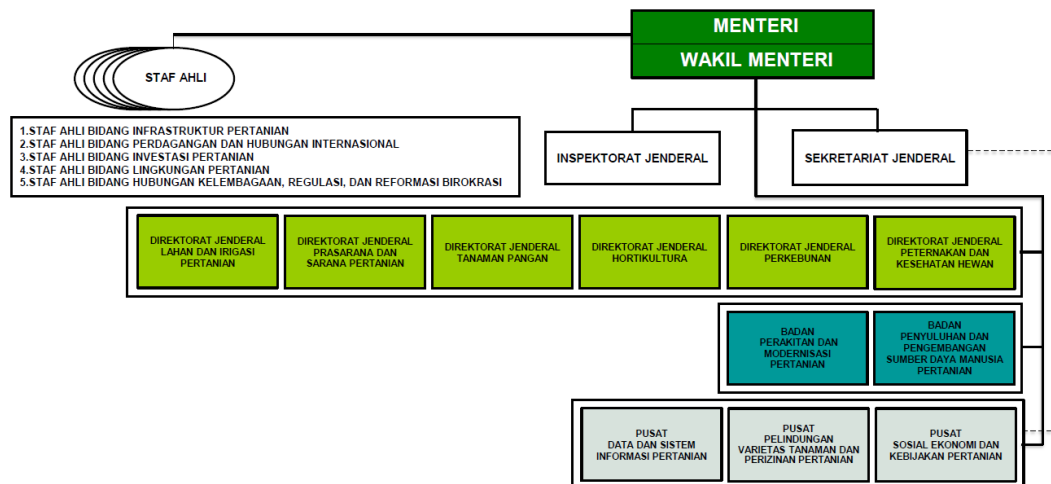 MENTERI
WAKIL MENTERI
STAF AHLI
1.STAF AHLI BIDANG INFRASTRUKTUR PERTANIAN
2.STAF AHLI BIDANG PERDAGANGAN DAN HUBUNGAN INTERNASIONAL
3.STAF AHLI BIDANG INVESTASI PERTANIAN
4.STAF AHLI BIDANG LINGKUNGAN PERTANIAN
5.STAF AHLI BIDANG HUBUNGAN KELEMBAGAAN, REGULASI, DAN REFORMASI BIROKRASI
INSPEKTORAT JENDERAL
SEKRETARIAT JENDERAL
DIREKTORAT JENDERAL
LAHAN DAN IRIGASI
PERTANIAN
DIREKTORAT JENDERAL
PRASARANA DAN
SARANA PERTANIAN
DIREKTORAT JENDERAL
TANAMAN PANGAN
DIREKTORAT JENDERAL
HORTIKULTURA
DIREKTORAT JENDERAL
PERKEBUNAN
DIREKTORAT JENDERAL
PETERNAKAN DAN
KESEHATAN HEWAN
BADAN
PERAKITAN DAN
MODERNISASI
PERTANIAN
BADAN
PENYULUHAN DAN
PENGEMBANGAN
SUMBER DAYA MANUSIA
PERTANIAN
PUSAT
DATA DAN SISTEM
INFORMASI PERTANIAN
PUSAT
PELINDUNGAN
VARIETAS TANAMAN DAN
PERIZINAN PERTANIAN
PUSAT
SOSIAL EKONOMI DAN
KEBIJAKAN PERTANIAN